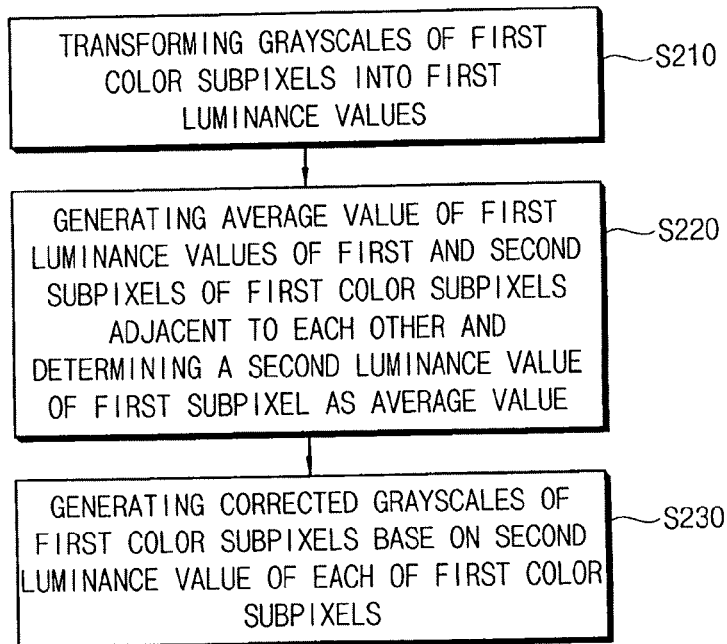 TRANSFORMING GRAYSCALES OF FIRST
COLOR SUBPIXELS INTO FIRST
LUMINANCE VALUES
S210
GENERATING AVERAGE VALUE OF FIRST
LUMINANCE VALUES OF FIRST AND SECOND
SUBPIXELS OF FIRST COLOR SUBPIXELS
ADJACENT TO EACH OTHER AND
DETERMINING A SECOND LUMINANCE VALUE
OF FIRST SUBPIXEL AS AVERAGE VALUE
S220
GENERATING CORRECTED GRAYSCALES OF
FIRST COLOR SUBPIXELS BASE ON SECOND
LUMINANCE VALUE OF EACH OF FIRST COLOR
SUBPIXELS
S230